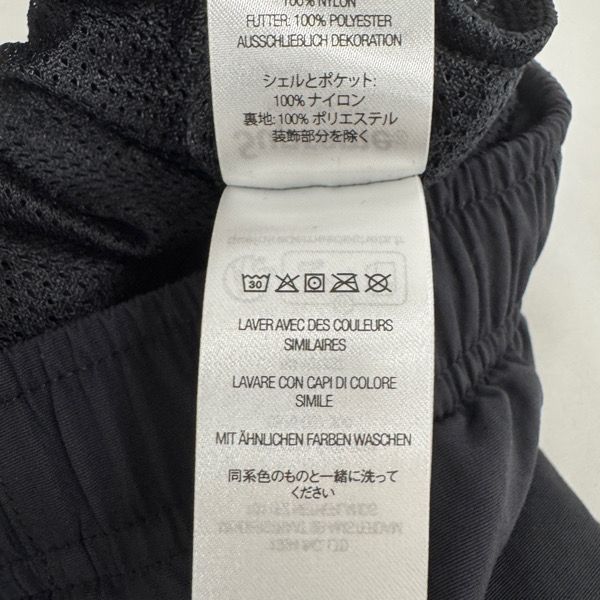 100% NYLON
FUTTER: 100% POLYESTER
AUSSCHLIEßLICH DEKORATION
シェルとポケット:
100% ナイロン
裏地: 100% ポリエステル
装飾部分を除く
30
LAVER AVEC DES COULEURS
SIMILAIRES
LAVARE CON CAPI DI COLORE
SIMILE
MIT ÄHNLICHEN FARBEN WASCHEN
同系色のものと一緒に洗って
ください